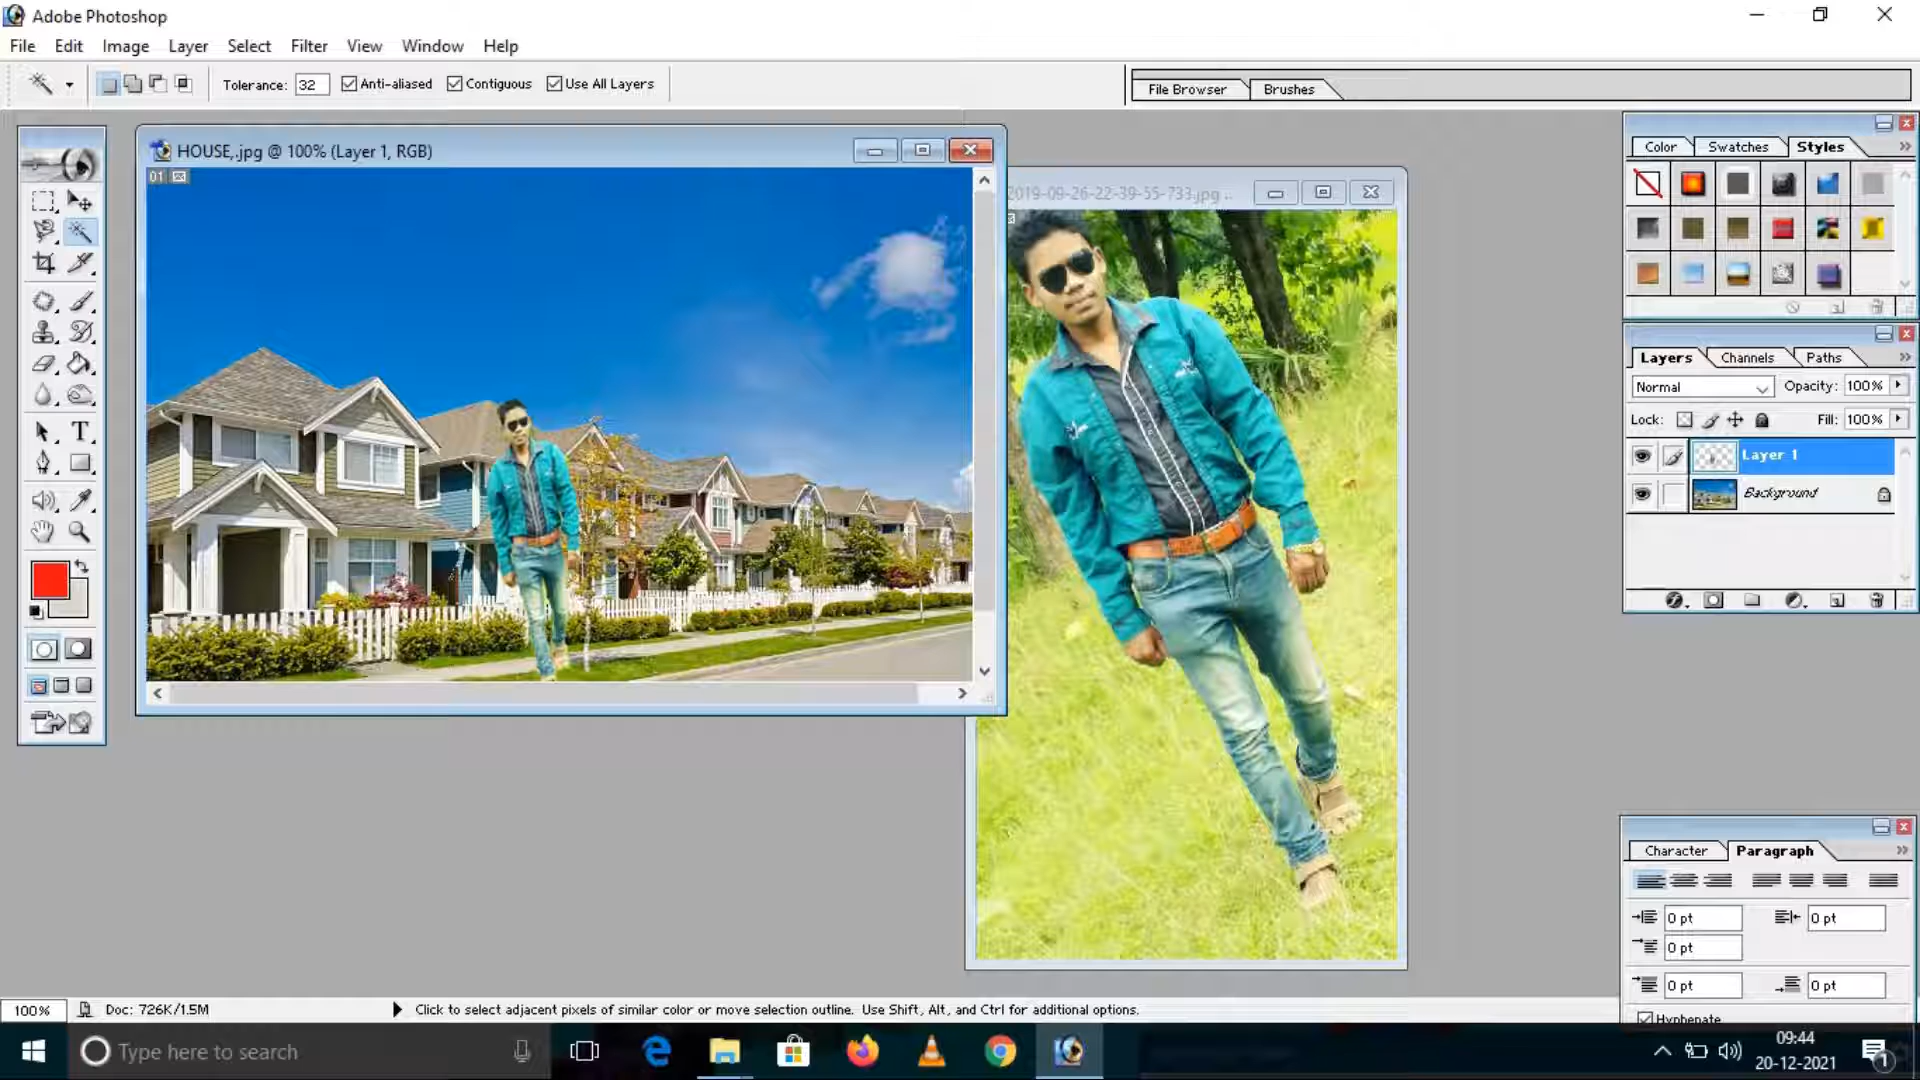 Adobe Photoshop
File Edit Image Layer Select Filter View Window Help
Tolerance: 32 Anti-aliased Contiguous Use All Layers
File Browser Brushes
HOUSE,.jpg @ 100% (Layer 1, RGB)
01
2019-09-26-22-39-55-733.jpg ..
Color Swatches Styles
Layers Channels Paths
Normal Opacity: 100%
Lock: Fill: 100%
Layer 1
Background
T
Character Paragraph
0 pt 0 pt
0 pt
0 pt 0 pt
Hyphenate
100% Doc: 726K/1.5M Click to select adjacent pixels of similar color or move selection outline. Use Shift, Alt, and Ctrl for additional options.
Type here to search
09:44
20-12-2021
1